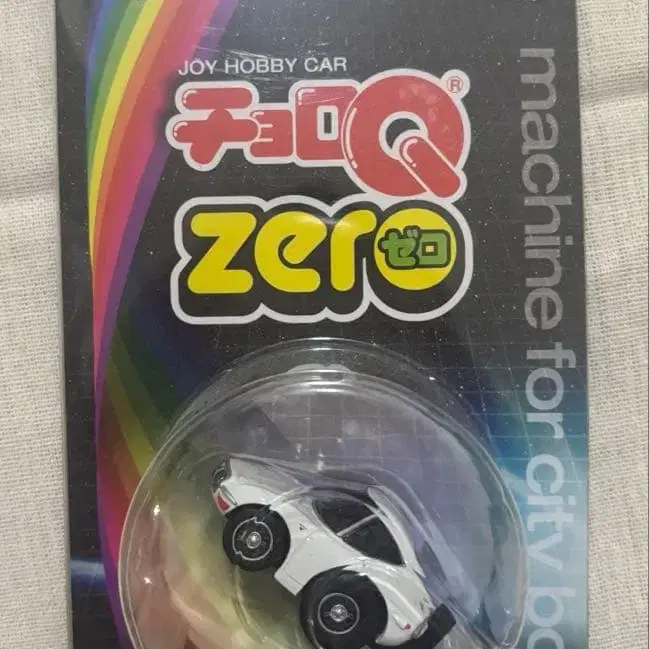 JOY HOBBY CAR
チョロQ®
zero
ゼロ
machine for city bo